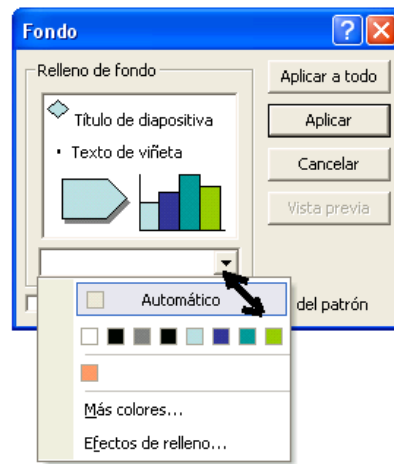 Fondo
Relleno de fondo
Aplicar a todo
Título de diapositiva
Aplicar
Texto de viñeta
Cancelar
Vista previa
Automático
del patrón
Más colores...
Efectos de relleno...